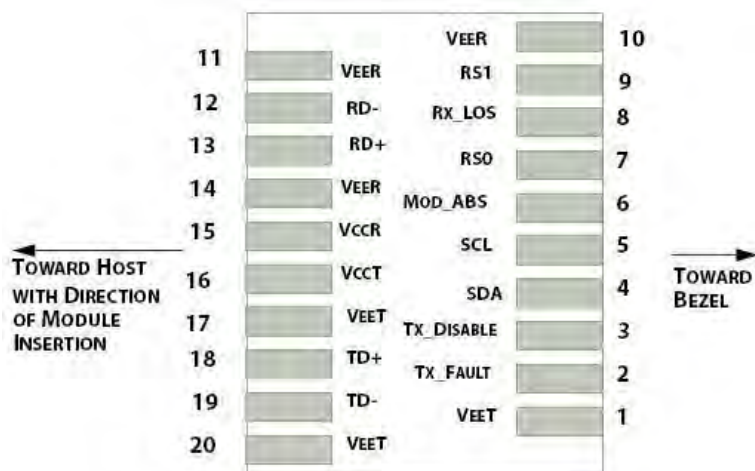 VEER 10
11 VEER
RS1 9
12 RD-
RX_LOS 8
13 RD+
RS0 7
14 VEER
MOD_ABS 6
15 VCCR
SCL 5
16 VCCT
SDA 4
17 VEET
TX_DISABLE 3
18 TD+
TX_FAULT 2
19 TD-
VEET 1
20 VEET
TOWARD HOST
WITH DIRECTION
OF MODULE
INSERTION
TOWARD
BEZEL